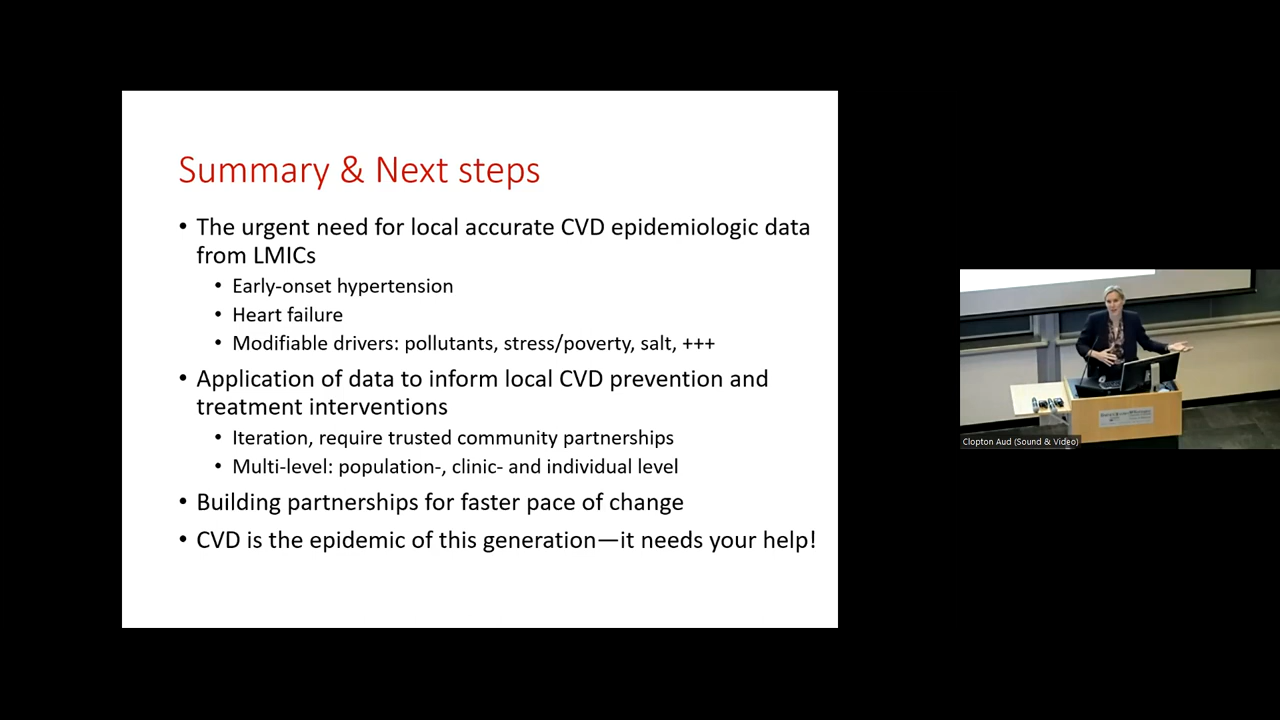 Summary & Next steps
• The urgent need for local accurate CVD epidemiologic data
from LMICs
• Early-onset hypertension
• Heart failure
• Modifiable drivers: pollutants, stress/poverty, salt, +++
• Application of data to inform local CVD prevention and
treatment interventions
• Iteration, require trusted community partnerships
• Multi-level: population-, clinic- and individual level
• Building partnerships for faster pace of change
• CVD is the epidemic of this generation—it needs your help!
Clopton Aud (Sound & Video)